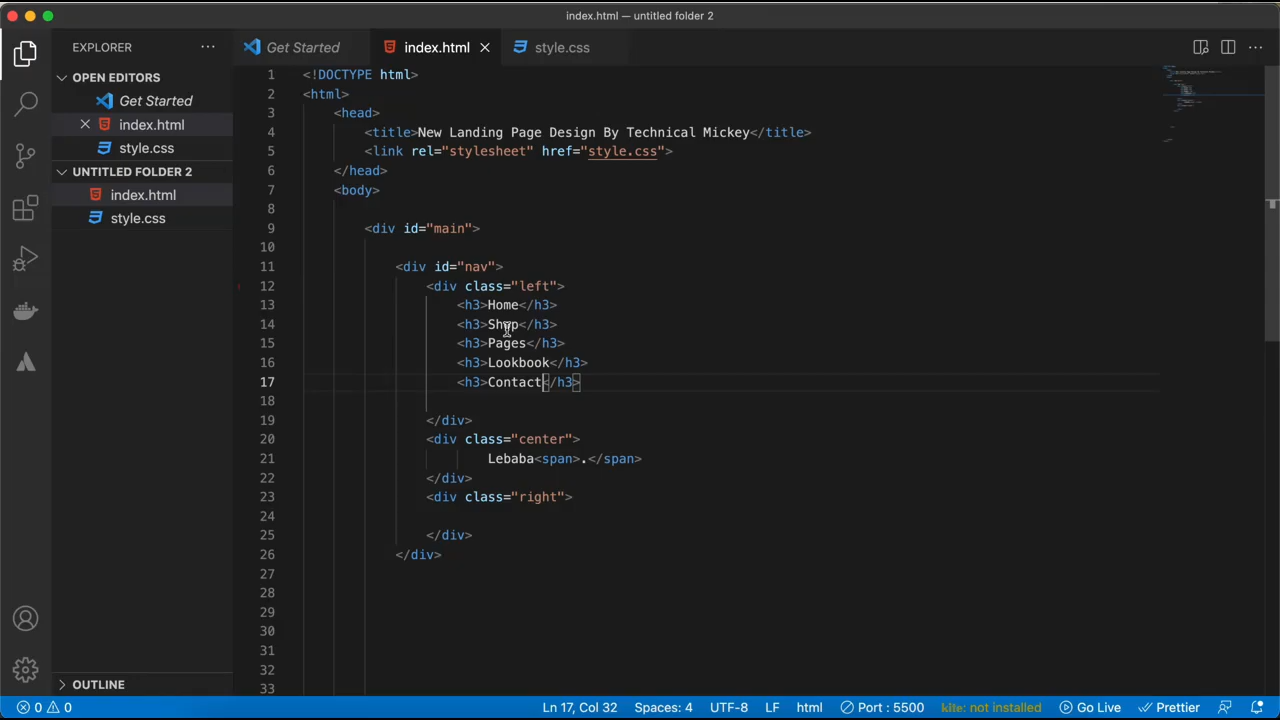 index.html — untitled folder 2
EXPLORER ···
Get Started
index.html
style.css
OPEN EDITORS
Get Started
index.html
style.css
UNTITLED FOLDER 2
index.html
style.css
OUTLINE
1 <!DOCTYPE html>
2 <html>
3 <head>
4 <title>New Landing Page Design By Technical Mickey</title>
5 <link rel="stylesheet" href="style.css">
6 </head>
7 <body>
8
9 <div id="main">
10
11 <div id="nav">
12 <div class="left">
13 <h3>Home</h3>
14 <h3>Shop</h3>
15 <h3>Pages</h3>
16 <h3>Lookbook</h3>
17 <h3>Contact</h3>
18
19 </div>
20 <div class="center">
21 Lebaba<span>.</span>
22 </div>
23 <div class="right">
24
25 </div>
26 </div>
27
28
29
30
31
32
33
0 0 Ln 17, Col 32 Spaces: 4 UTF-8 LF html Port : 5500 kite: not installed Go Live Prettier